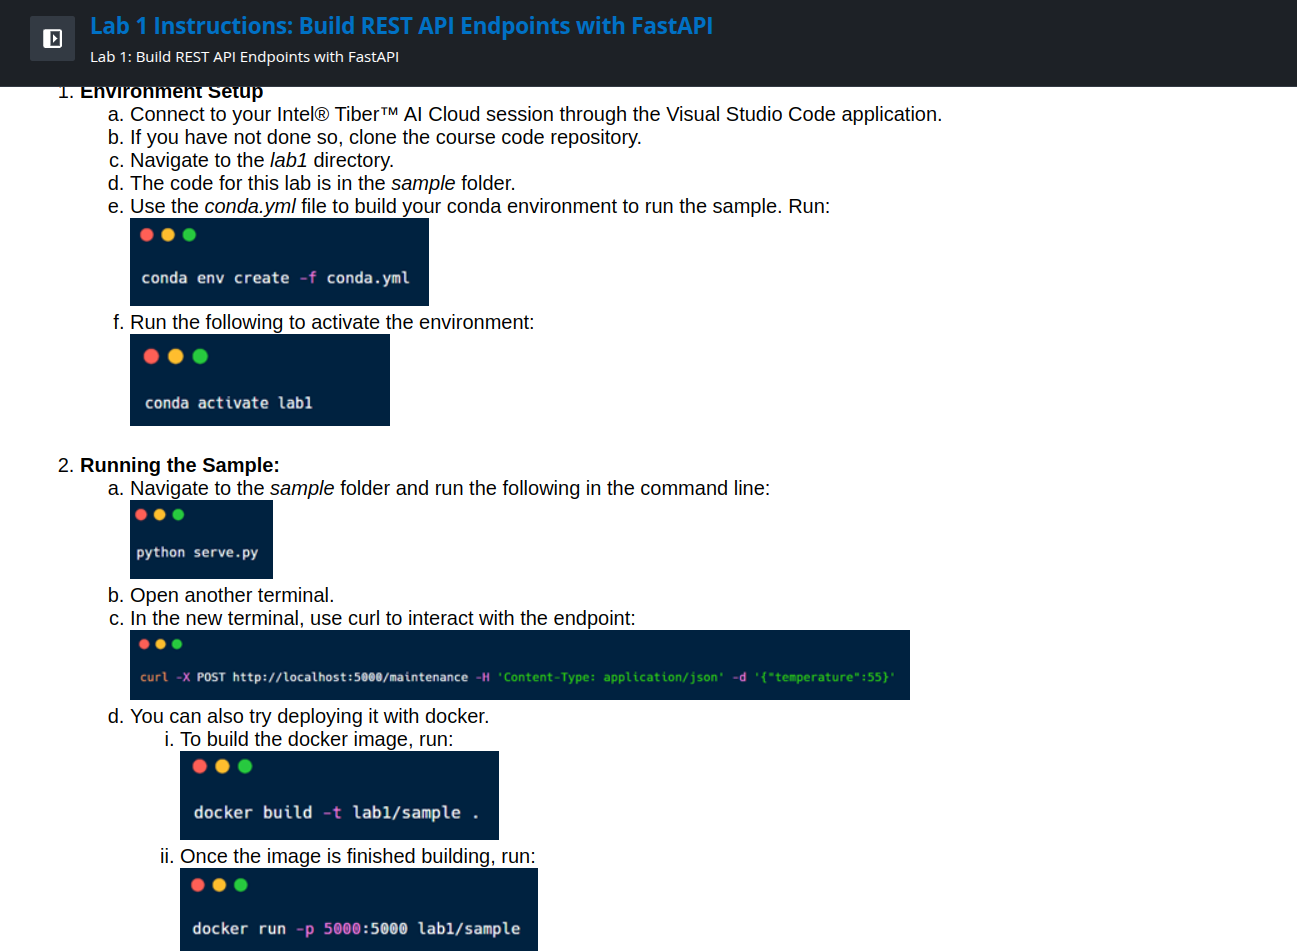 Lab 1 Instructions: Build REST API Endpoints with FastAPI
Lab 1: Build REST API Endpoints with FastAPI
1. Environment Setup
a. Connect to your Intel® Tiber™ AI Cloud session through the Visual Studio Code application.
b. If you have not done so, clone the course code repository.
c. Navigate to the lab1 directory.
d. The code for this lab is in the sample folder.
e. Use the conda.yml file to build your conda environment to run the sample. Run:
conda env create -f conda.yml
f. Run the following to activate the environment:
conda activate lab1
2. Running the Sample:
a. Navigate to the sample folder and run the following in the command line:
python serve.py
b. Open another terminal.
c. In the new terminal, use curl to interact with the endpoint:
curl -X POST http://localhost:5000/maintenance -H 'Content-Type: application/json' -d '{"temperature":55}'
d. You can also try deploying it with docker.
i. To build the docker image, run:
docker build -t lab1/sample .
ii. Once the image is finished building, run:
docker run -p 5000:5000 lab1/sample